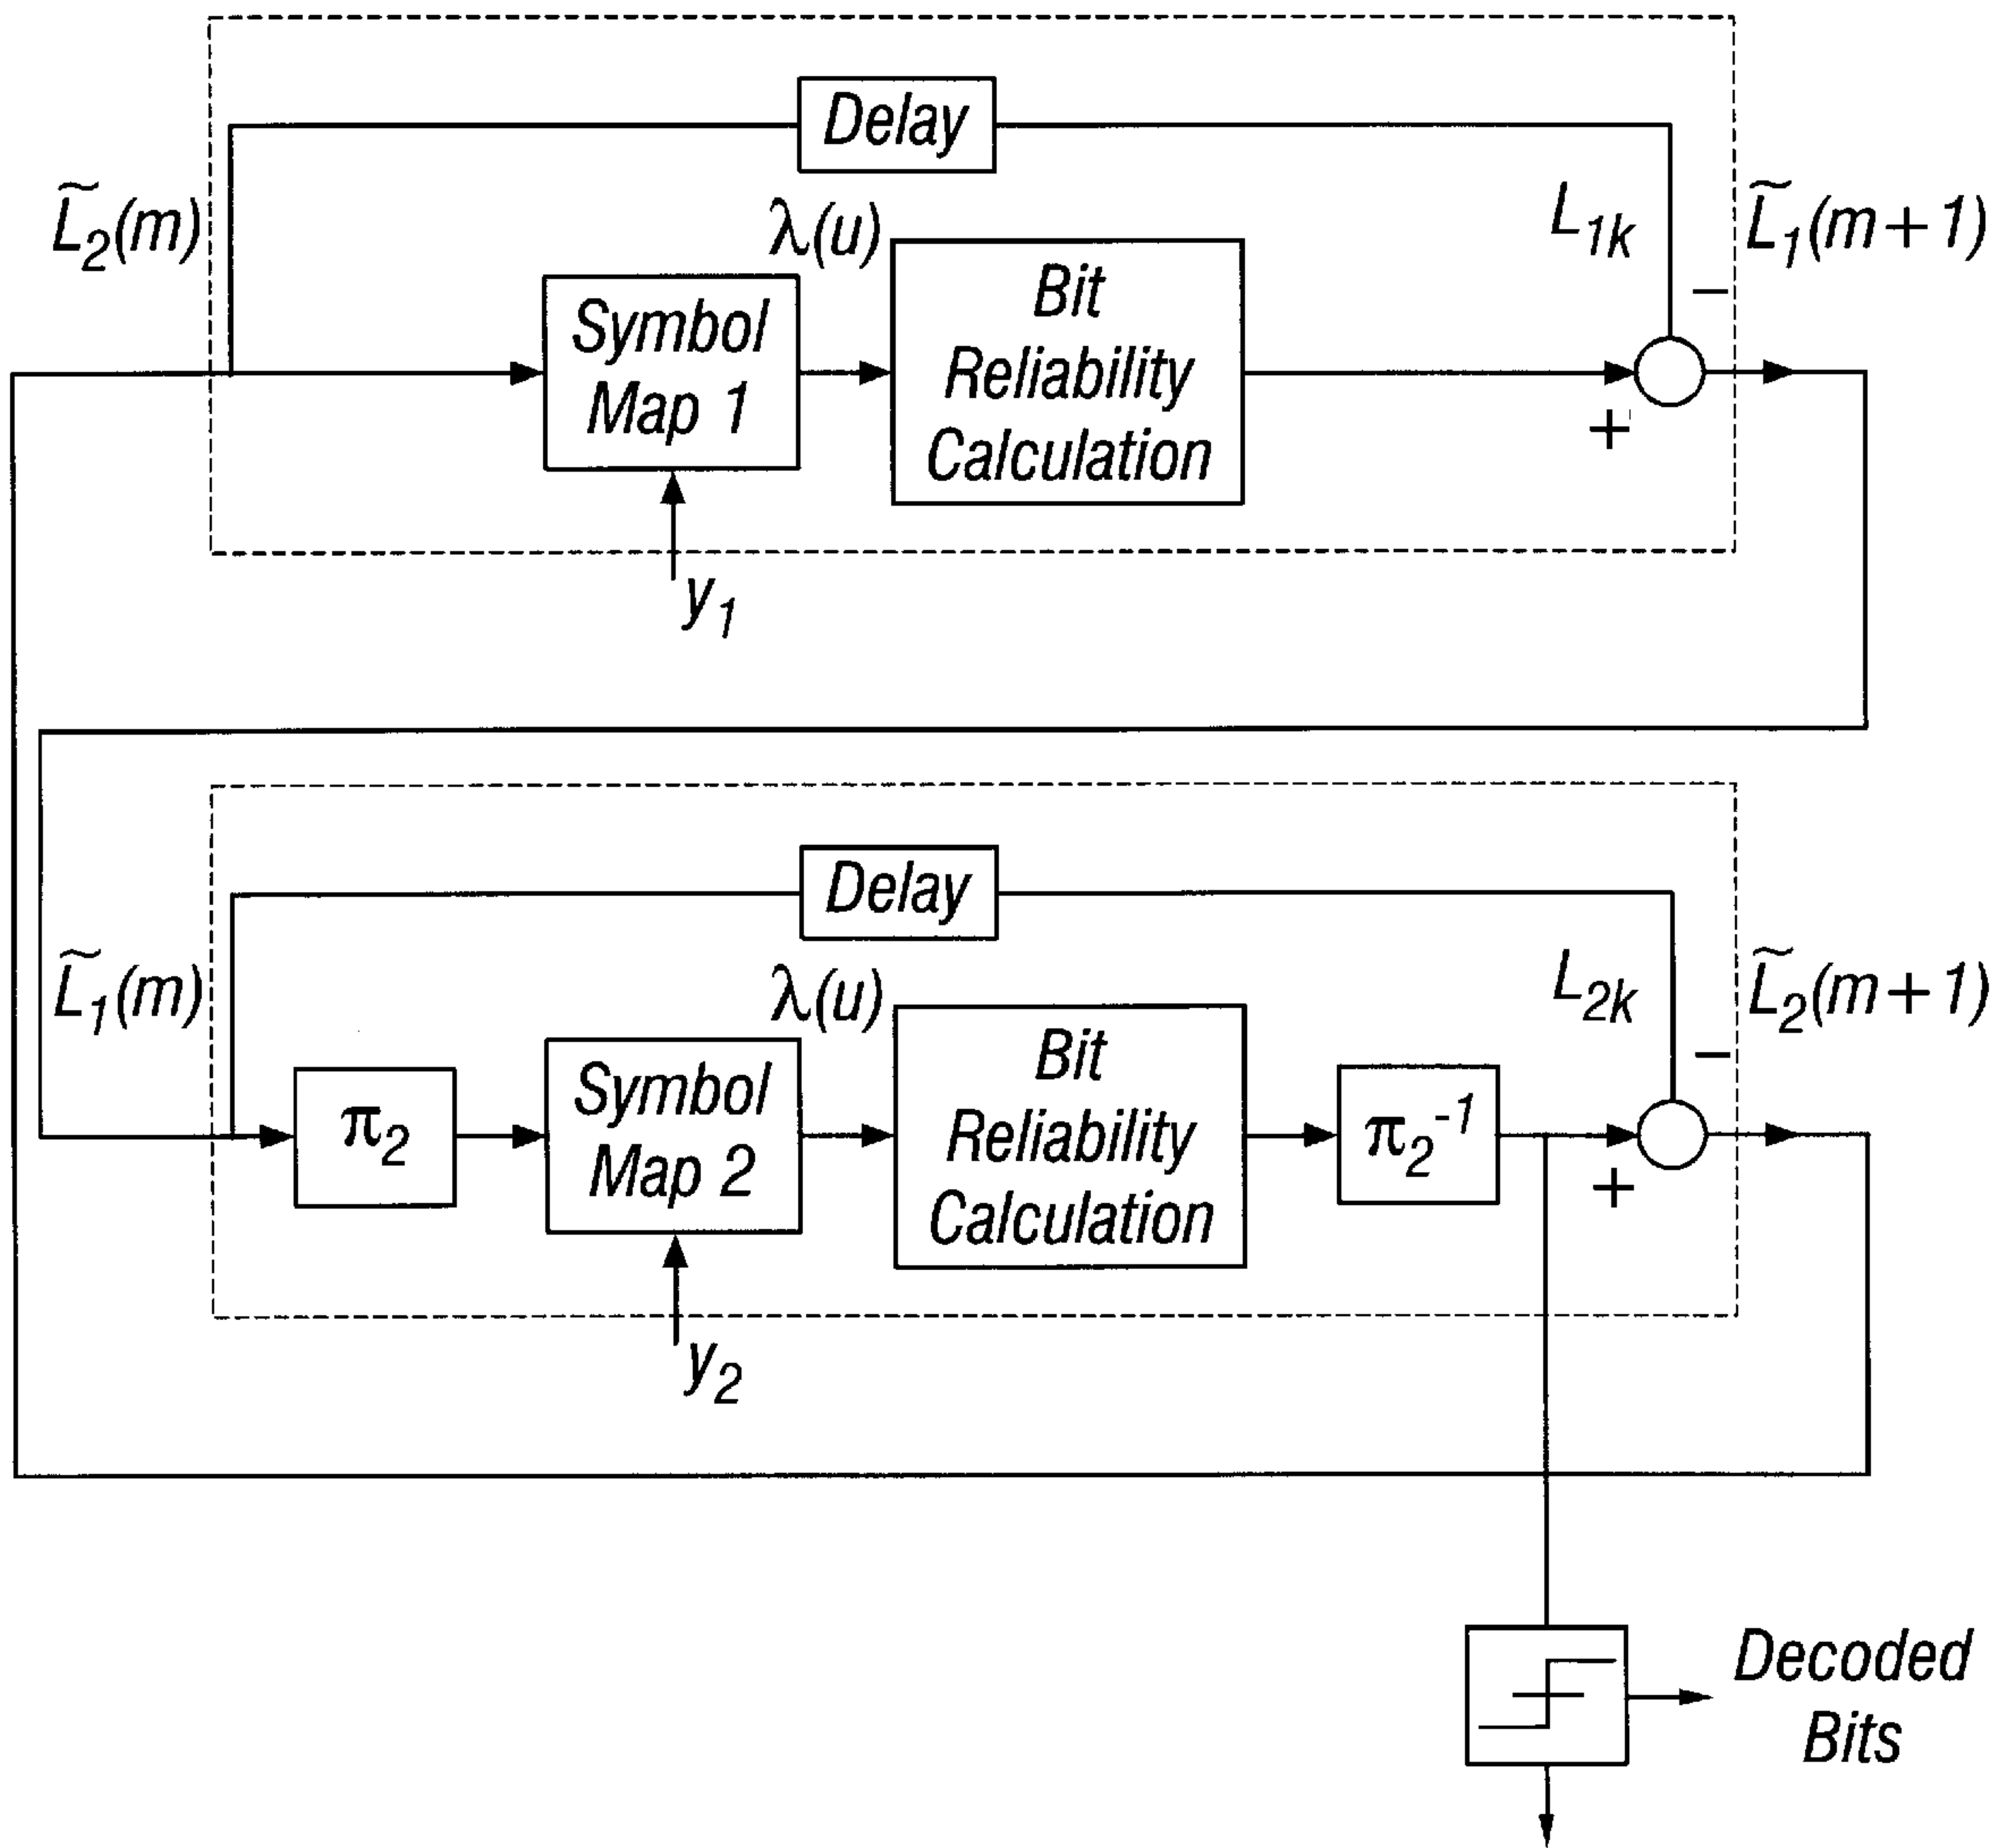 Delay
L̃₂(m)
λ(u)
L₁ₖ
L̃₁(m + 1)
−
Symbol
Map 1
Bit
Reliability
Calculation
+
y₁
Delay
L̃₁(m)
λ(u)
L₂ₖ
L̃₂(m + 1)
−
π₂
Symbol
Map 2
Bit
Reliability
Calculation
π₂⁻¹
+
y₂
Decoded
Bits